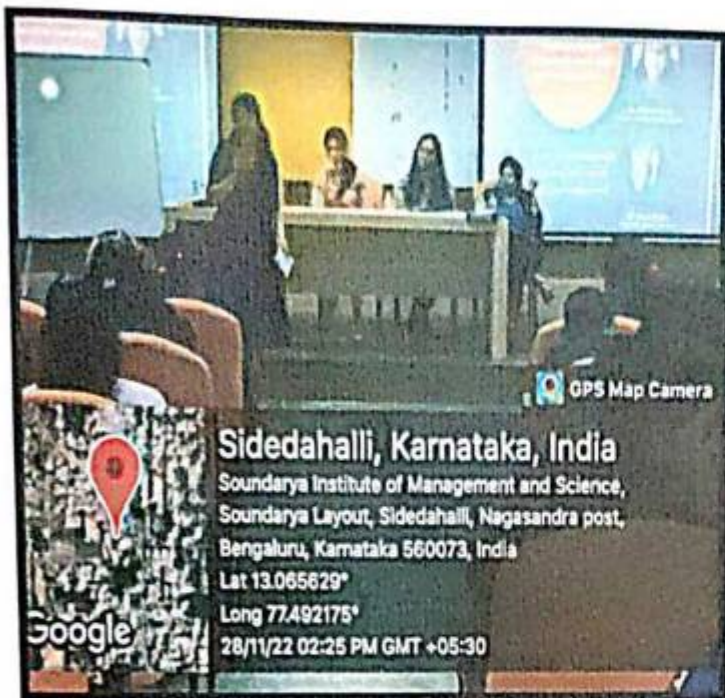 GPS Map Camera
Sidedahalli, Karnataka, India
Soundarya Institute of Management and Science,
Soundarya Layout, Sidedahalli, Nagasandra post,
Bengaluru, Karnataka 560073, India
Lat 13.065629°
Long 77.492175°
28/11/22 02:25 PM GMT +05:30
Google